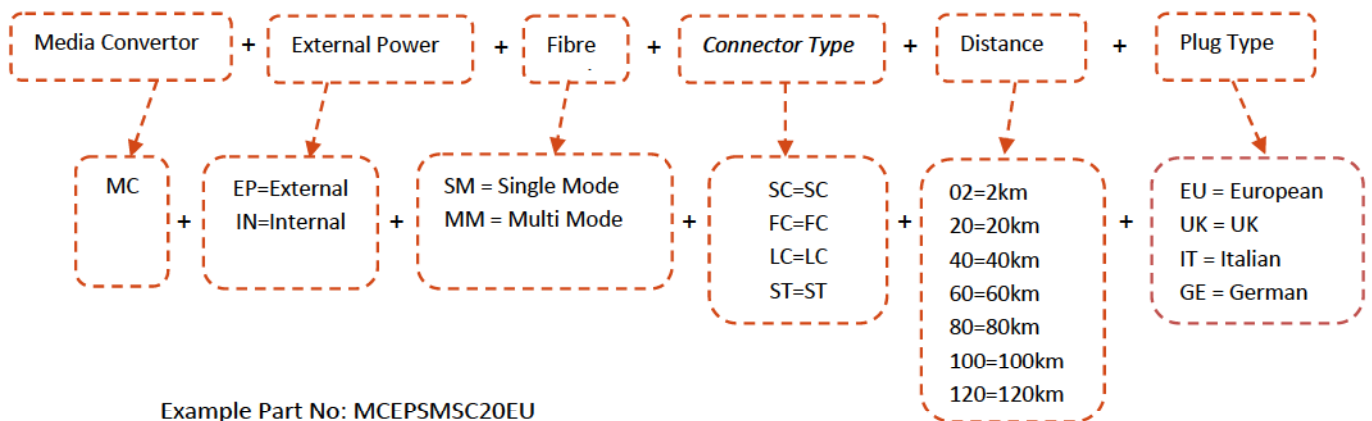 Media Convertor + External Power + Fibre + Connector Type + Distance + Plug Type
MC
+
EP=External
IN=Internal
+
SM = Single Mode
MM = Multi Mode
+
SC=SC
FC=FC
LC=LC
ST=ST
+
02=2km
20=20km
40=40km
60=60km
80=80km
100=100km
120=120km
+
EU = European
UK = UK
IT = Italian
GE = German
Example Part No: MCEPSMSC20EU